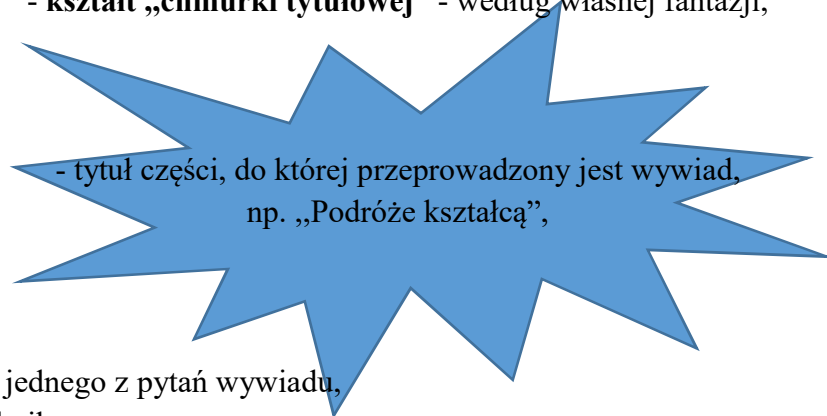 - kształt ,,chmurki tytułowej” - według własnej fantazji,
- tytuł części, do której przeprowadzony jest wywiad,
np. ,,Podróże kształcą”,
jednego z pytań wywiadu,